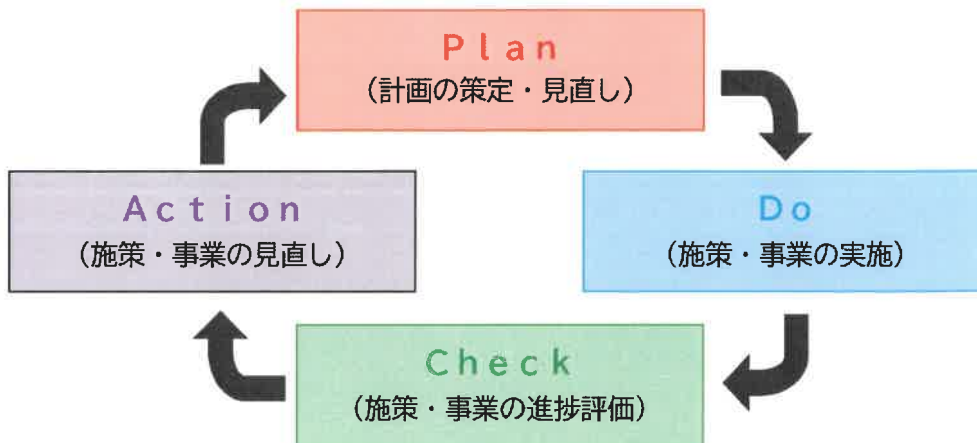 Plan
（計画の策定・見直し）
Action
（施策・事業の見直し）
Do
（施策・事業の実施）
Check
（施策・事業の進捗評価）